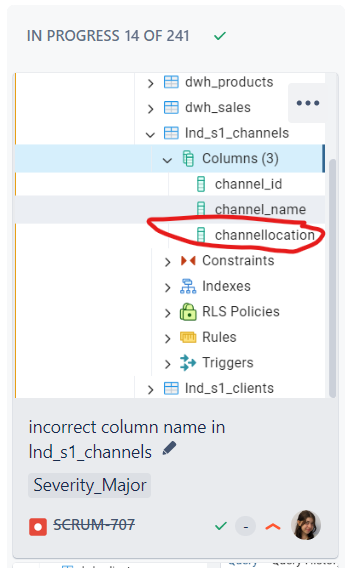 IN PROGRESS 14 OF 241
dwh_products
dwh_sales
lnd_s1_channels
Columns (3)
channel_id
channel_name
channellocation
Constraints
Indexes
RLS Policies
Rules
Triggers
lnd_s1_clients
incorrect column name in
lnd_s1_channels
Severity_Major
SCRUM-707
-